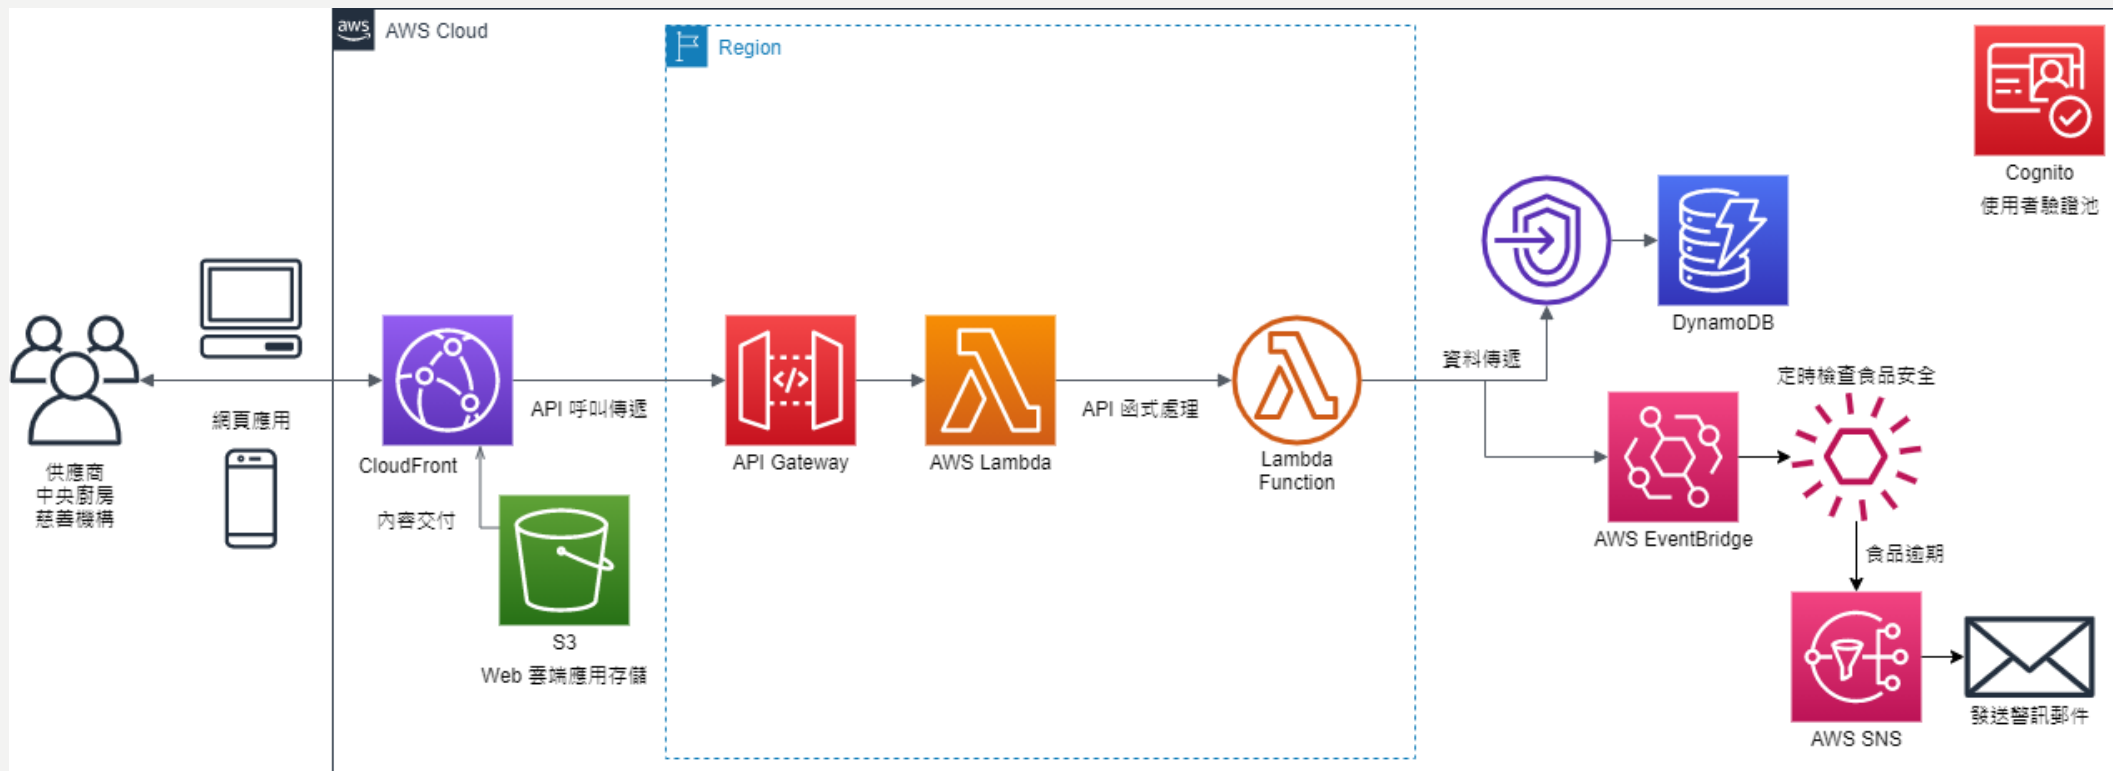 aws
AWS Cloud
Region
Cognito
使用者驗證池
DynamoDB
資料傳遞
定時檢查食品安全
網頁應用
API 呼叫傳遞
API 函式處理
CloudFront
API Gateway
AWS Lambda
Lambda
Function
供應商
中央廚房
慈善機構
內容交付
AWS EventBridge
食品逾期
S3
Web 雲端應用存儲
發送警訊郵件
AWS SNS